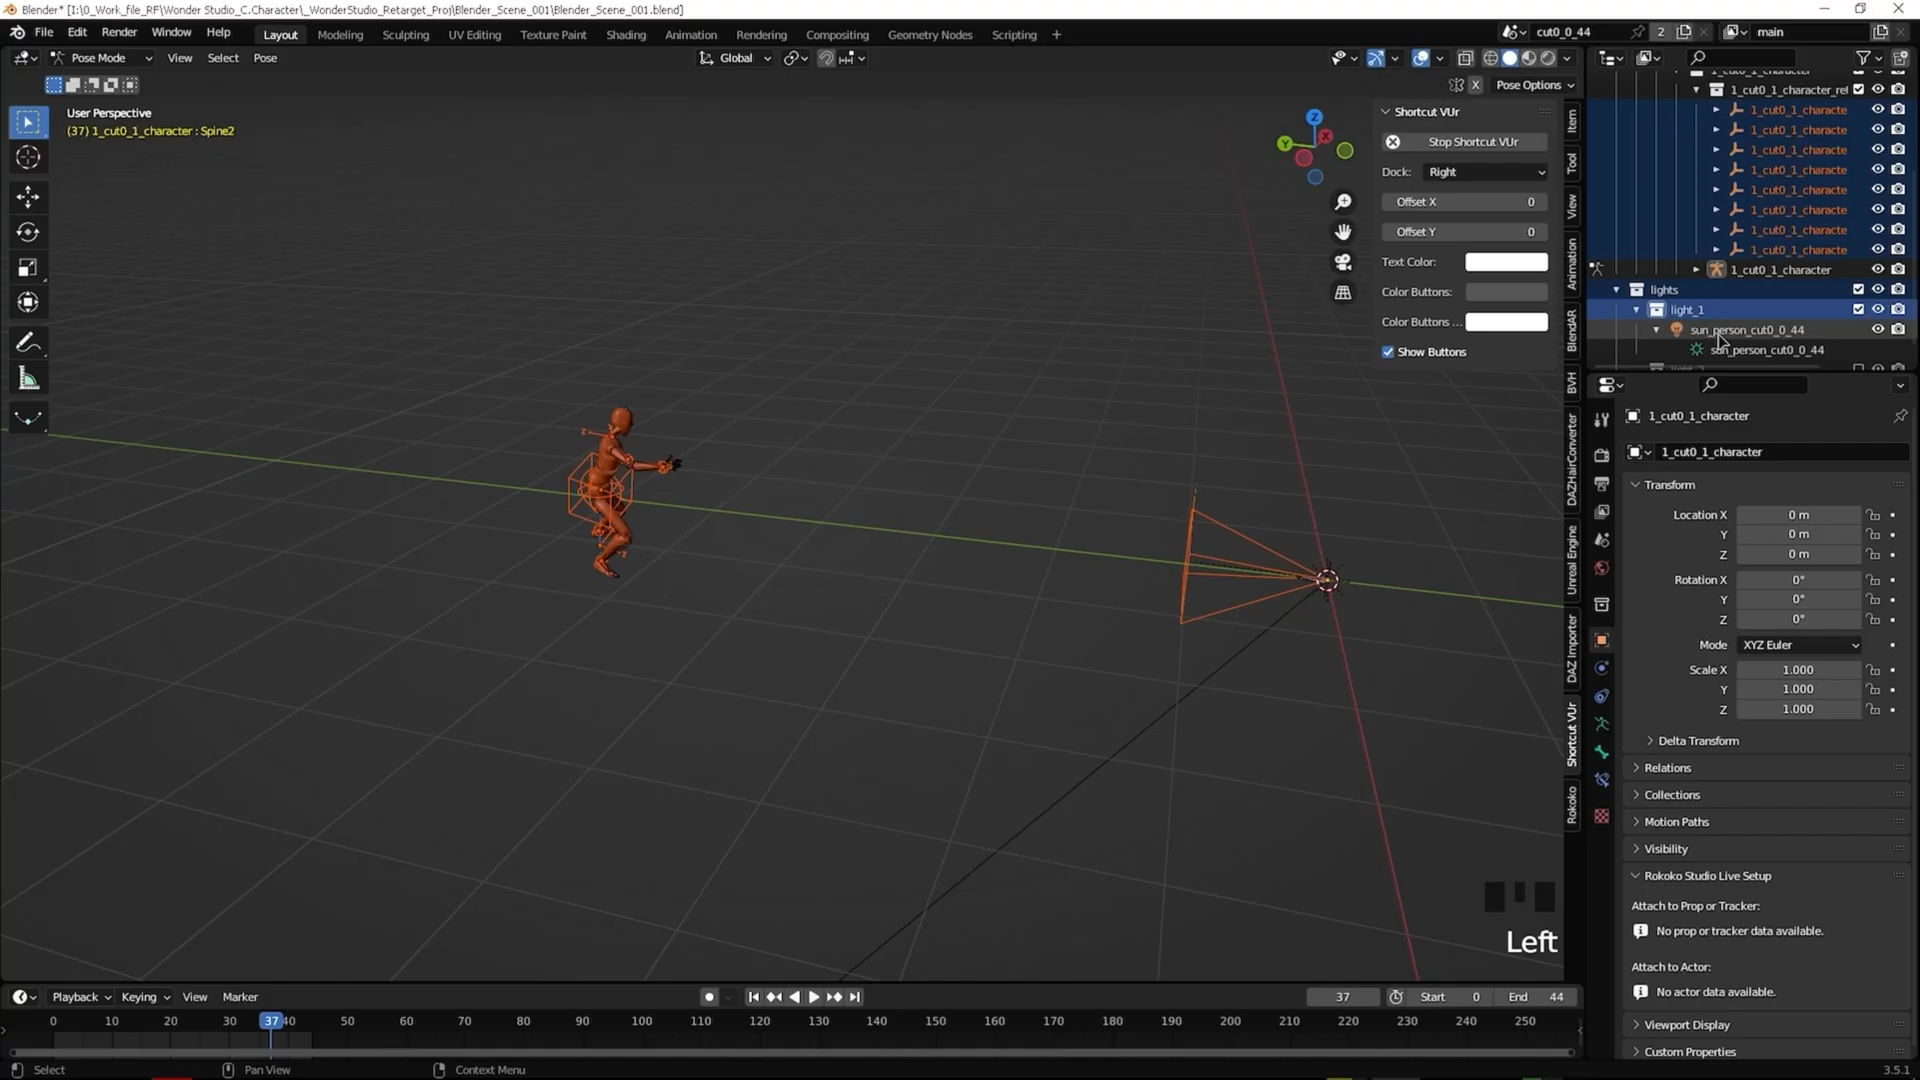 Blender* [I:\0_Work_file_RF\Wonder Studio_C.Character\_WonderStudio_Retarget_Proj\Blender_Scene_001\Blender_Scene_001.blend]
File Edit Render Window Help Layout Modeling Sculpting UV Editing Texture Paint Shading Animation Rendering Compositing Geometry Nodes Scripting + cut0_0_44 2 main
Pose Mode View Select Pose Global
X Pose Options
User Perspective
(37) 1_cut0_1_character : Spine2
Z
Y
X
Shortcut VUr
Stop Shortcut VUr
Dock: Right
Offset X 0
Offset Y 0
Text Color:
Color Buttons:
Color Buttons ...
Show Buttons
Item
Tool
View
Animation
BlendAR
BVH
DAZHairConverter
Unreal Engine
DAZ Importer
Shortcut VUr
Rokoko
1_cut0_1_character
1_cut0_1_character_rel
1_cut0_1_characte
1_cut0_1_characte
1_cut0_1_characte
1_cut0_1_characte
1_cut0_1_characte
1_cut0_1_characte
1_cut0_1_characte
1_cut0_1_characte
1_cut0_1_character
lights
light_1
sun_person_cut0_0_44
sun_person_cut0_0_44
1_cut0_1_character
1_cut0_1_character
Transform
Location X 0 m
Y 0 m
Z 0 m
Rotation X 0°
Y 0°
Z 0°
Mode XYZ Euler
Scale X 1.000
Y 1.000
Z 1.000
Delta Transform
Relations
Collections
Motion Paths
Visibility
Rokoko Studio Live Setup
Attach to Prop or Tracker:
No prop or tracker data available.
Attach to Actor:
No actor data available.
Viewport Display
Custom Properties
Left
Playback Keying View Marker 37 Start 0 End 44
0 10 20 30 37 40 50 60 70 80 90 100 110 120 130 140 150 160 170 180 190 200 210 220 230 240 250
Select Pan View Context Menu 3.5.1